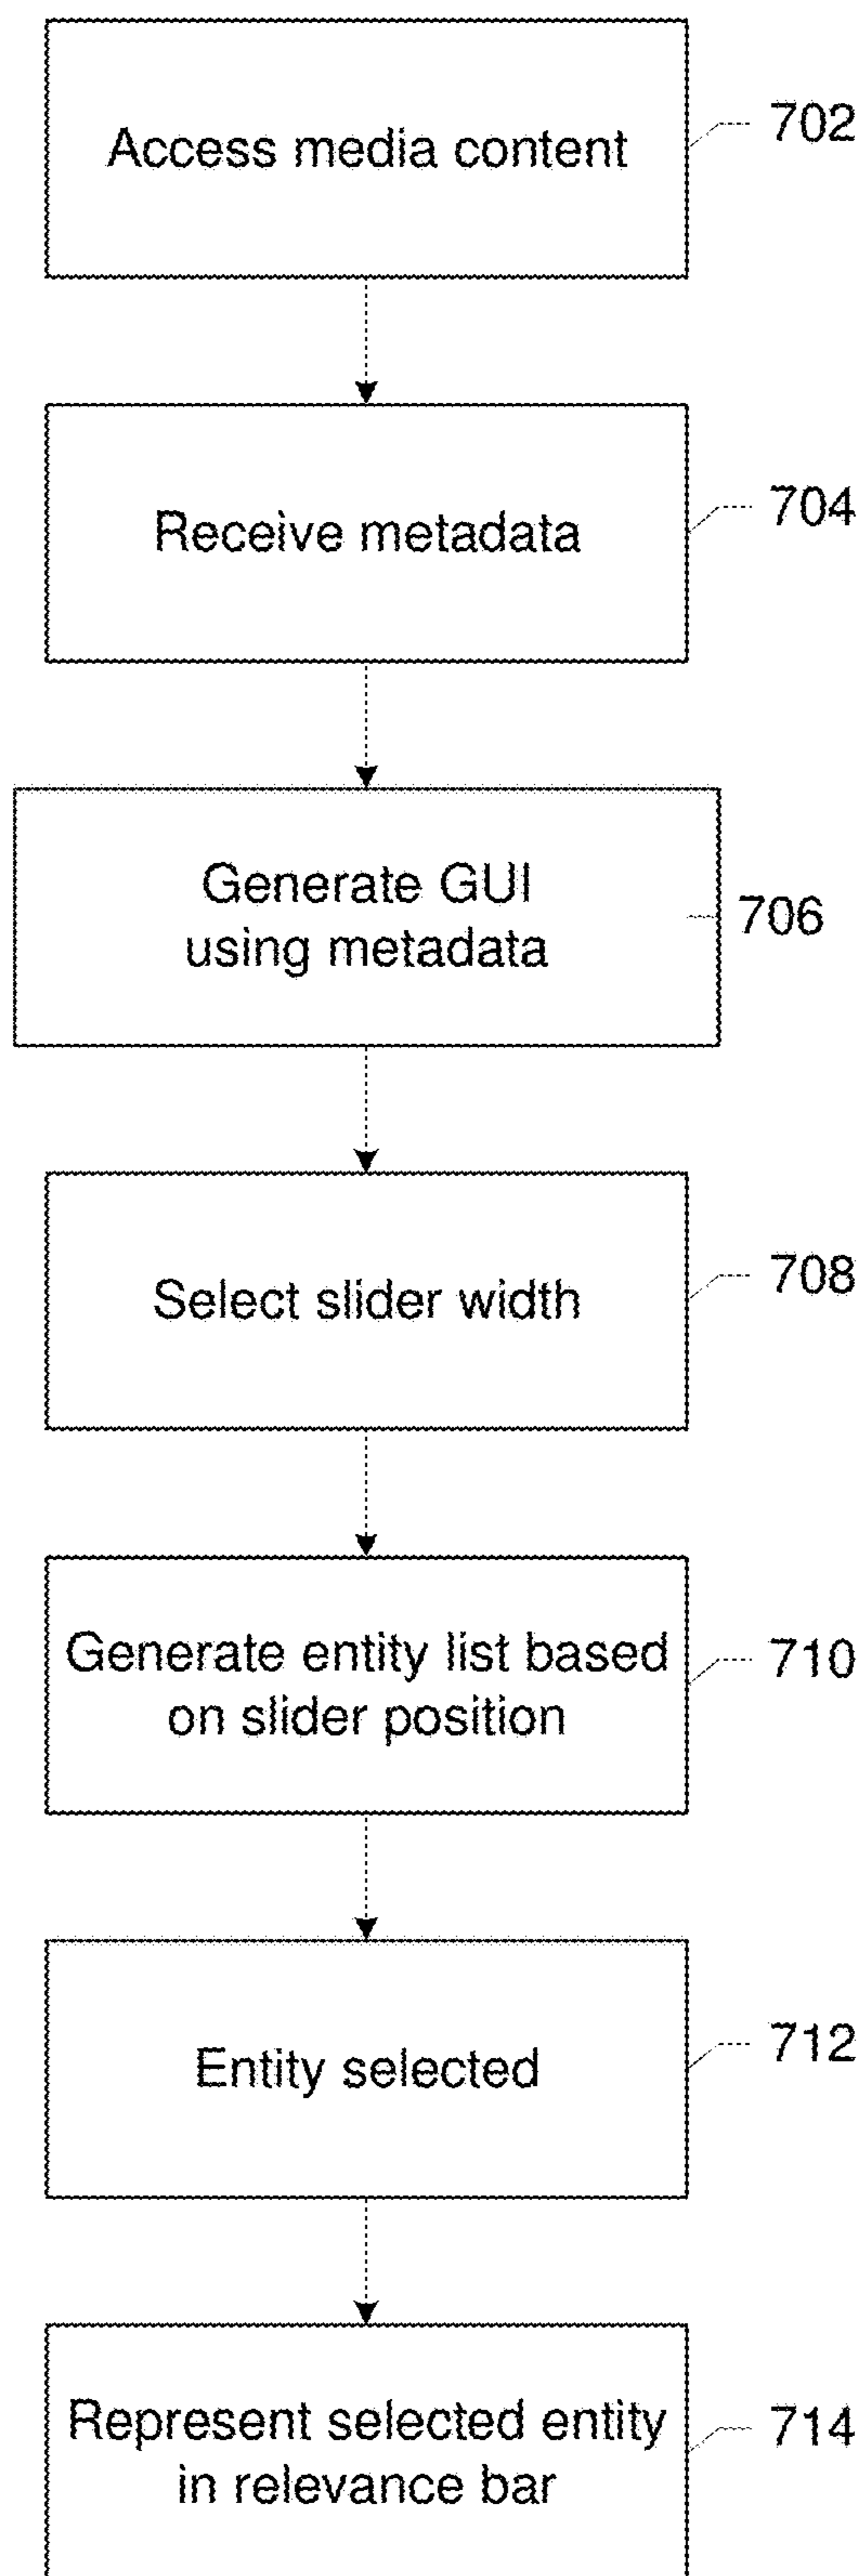 Access media content
702
Receive metadata
704
Generate GUI
using metadata
706
Select slider width
708
Generate entity list based
on slider position
710
Entity selected
712
Represent selected entity
in relevance bar
714